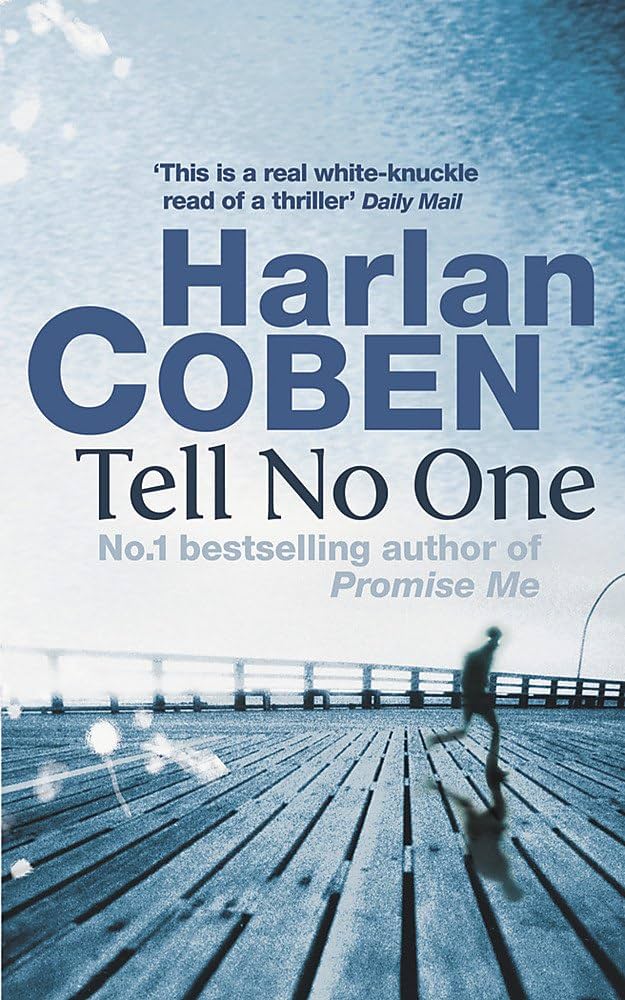 ‘This is a real white-knuckle
read of a thriller’ Daily Mail
Harlan
COBEN
Tell No One
No.1 bestselling author of
Promise Me